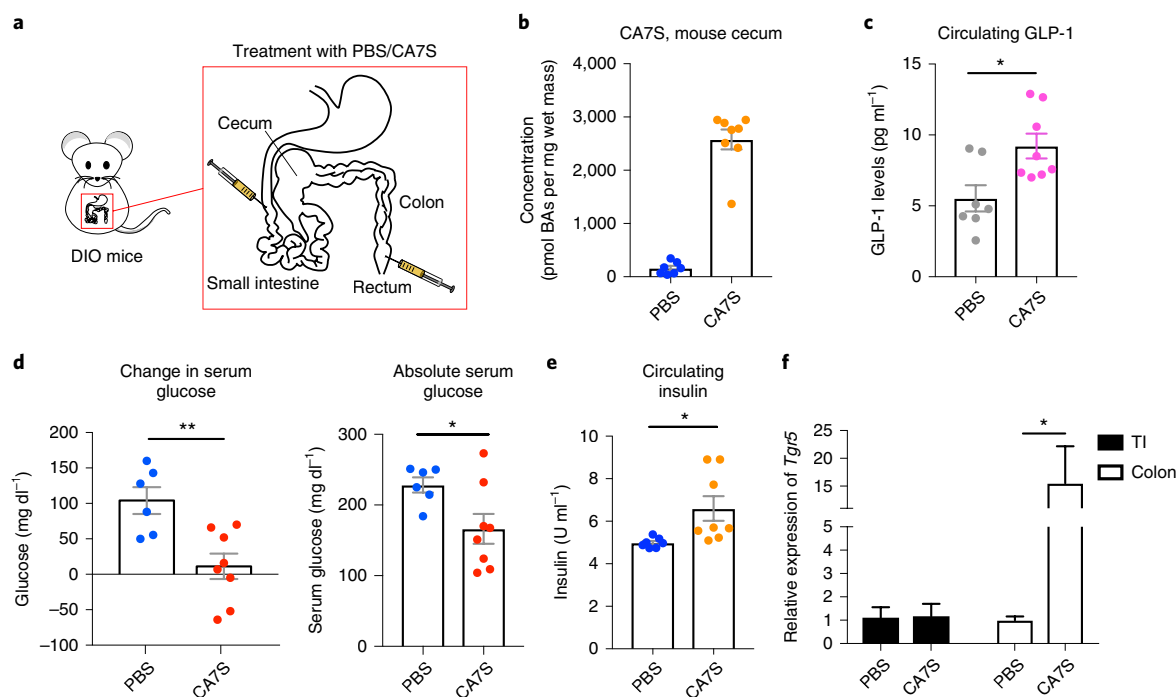 a
Treatment with PBS/CA7S
Cecum
Colon
Small intestine
Rectum
DIO mice
b
CA7S, mouse cecum
Concentration
(pmol BAs per mg wet mass)
4,000
3,000
2,000
1,000
0
PBS
CA7S
c
Circulating GLP-1
*
GLP-1 levels (pg ml⁻¹)
15
10
5
0
PBS
CA7S
d
Change in serum
glucose
**
Glucose (mg dl⁻¹)
200
150
100
50
0
−50
−100
PBS
CA7S
Absolute serum
glucose
*
Serum glucose (mg dl⁻¹)
300
200
100
0
PBS
CA7S
e
Circulating
insulin
*
Insulin (U ml⁻¹)
10
8
6
4
2
0
PBS
CA7S
f
*
TI
Colon
Relative expression of Tgr5
25
20
15
10
2
1
0
PBS
CA7S
PBS
CA7S